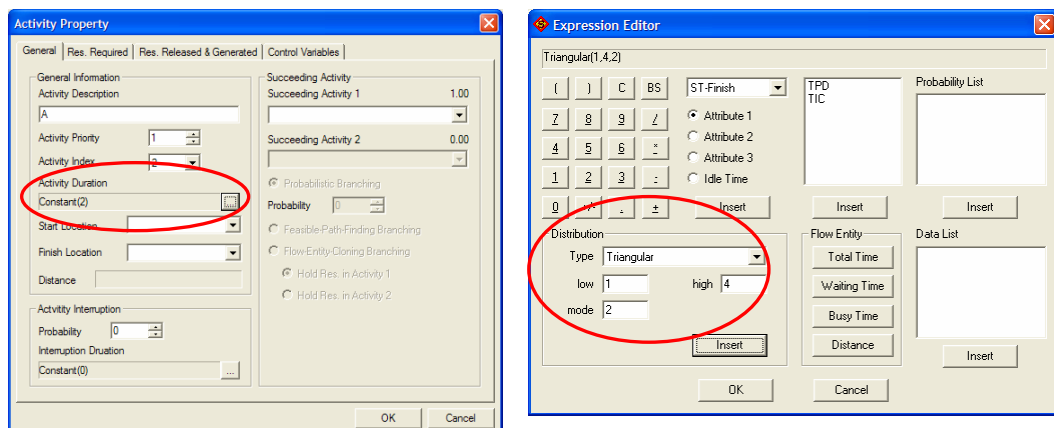 Activity Property
General Res. Required Res. Released & Generated Control Variables
General Information
Activity Description
A
Activity Priority 1
Activity Index 2
Activity Duration
Constant(2) ...
Start Location
Finish Location
Distance
Actvitity Interruption
Probability 0
Interruption Druation
Constant(0) ...
Succeeding Activity
Succeeding Activity 1 1.00
Succeeding Activity 2 0.00
Probabilistic Branching
Probability 0
Feasible-Path-Finding Branching
Flow-Entity-Cloning Branching
Hold Res. in Activity 1
Hold Res. in Activity 2
OK Cancel
Expression Editor
Triangular(1,4,2)
( ) C BS
7 8 9 /
4 5 6 *
1 2 3 -
0 +/- . +
ST-Finish
Attribute 1
Attribute 2
Attribute 3
Idle Time
Insert
TPD
TIC
Insert
Probability List
Insert
Distribution
Type Triangular
low 1 high 4
mode 2
Insert
Flow Entity
Total Time
Waiting Time
Busy Time
Distance
Data List
Insert
OK Cancel